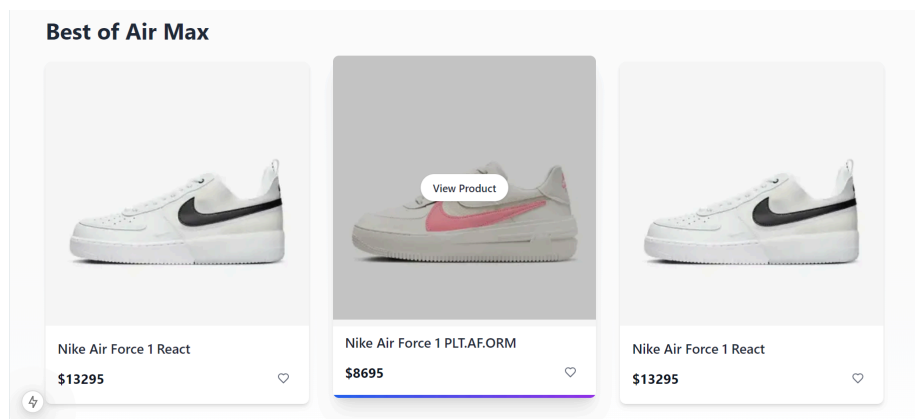 Best of Air Max
View Product
Nike Air Force 1 React
$13295
Nike Air Force 1 PLT.AF.ORM
$8695
Nike Air Force 1 React
$13295